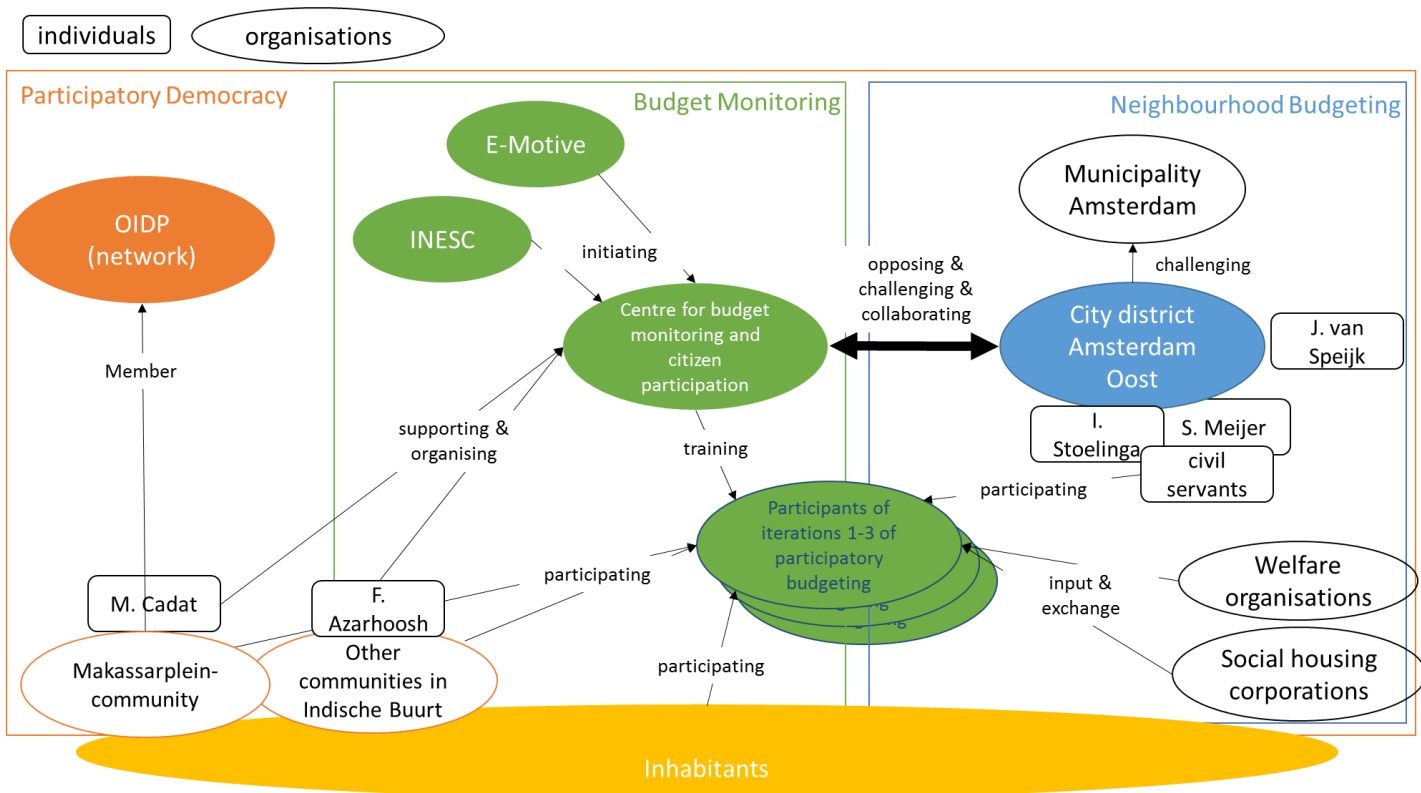 individuals
organisations
Participatory Democracy
Budget Monitoring
Neighbourhood Budgeting
E-Motive
Municipality
Amsterdam
OIDP
(network)
INESC
initiating
opposing &
challenging &
collaborating
challenging
Centre for budget
monitoring and
citizen
participation
City district
Amsterdam
Oost
J. van
Speijk
Member
supporting &
organising
training
I.
Stoelinga
S. Meijer
civil
servants
participating
Participants of
iterations 1-3 of
participatory
budgeting
participating
input &
exchange
Welfare
organisations
M. Cadat
F.
Azarhoosh
Makassarplein-
community
Other
communities in
Indische Buurt
participating
Social housing
corporations
Inhabitants